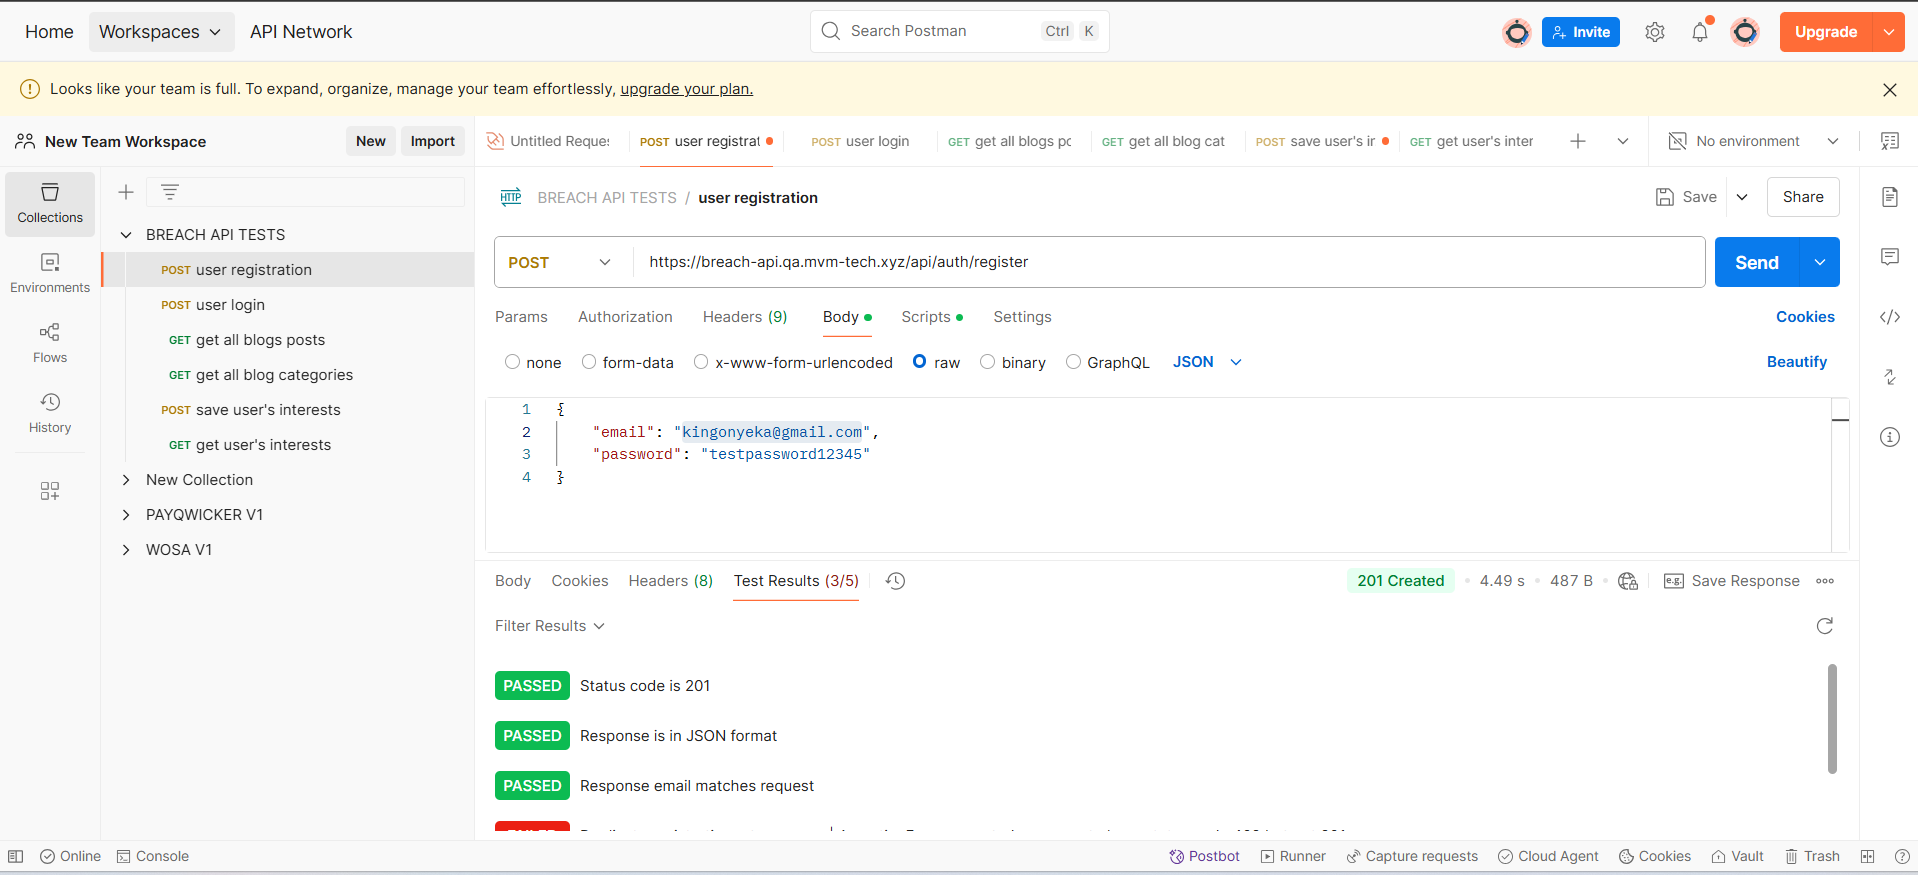 Home Workspaces API Network Search Postman Ctrl K Invite Upgrade
Looks like your team is full. To expand, organize, manage your team effortlessly, upgrade your plan.
New Team Workspace New Import Untitled Reques POST user registrat POST user login GET get all blogs pc GET get all blog cat POST save user's ir GET get user's inter No environment
Collections
Environments
Flows
History
BREACH API TESTS
POST user registration
POST user login
GET get all blogs posts
GET get all blog categories
POST save user's interests
GET get user's interests
New Collection
PAYQWICKER V1
WOSA V1
HTTP BREACH API TESTS / user registration Save Share
POST https://breach-api.qa.mvm-tech.xyz/api/auth/register Send
Params Authorization Headers (9) Body Scripts Settings Cookies
none form-data x-www-form-urlencoded raw binary GraphQL JSON Beautify
1 {
2 "email": "kingonyeka@gmail.com",
3 "password": "testpassword12345"
4 }
Body Cookies Headers (8) Test Results (3/5) 201 Created 4.49 s 487 B e.g. Save Response
Filter Results
PASSED Status code is 201
PASSED Response is in JSON format
PASSED Response email matches request
Online Console Postbot Runner Capture requests Cloud Agent Cookies Vault Trash